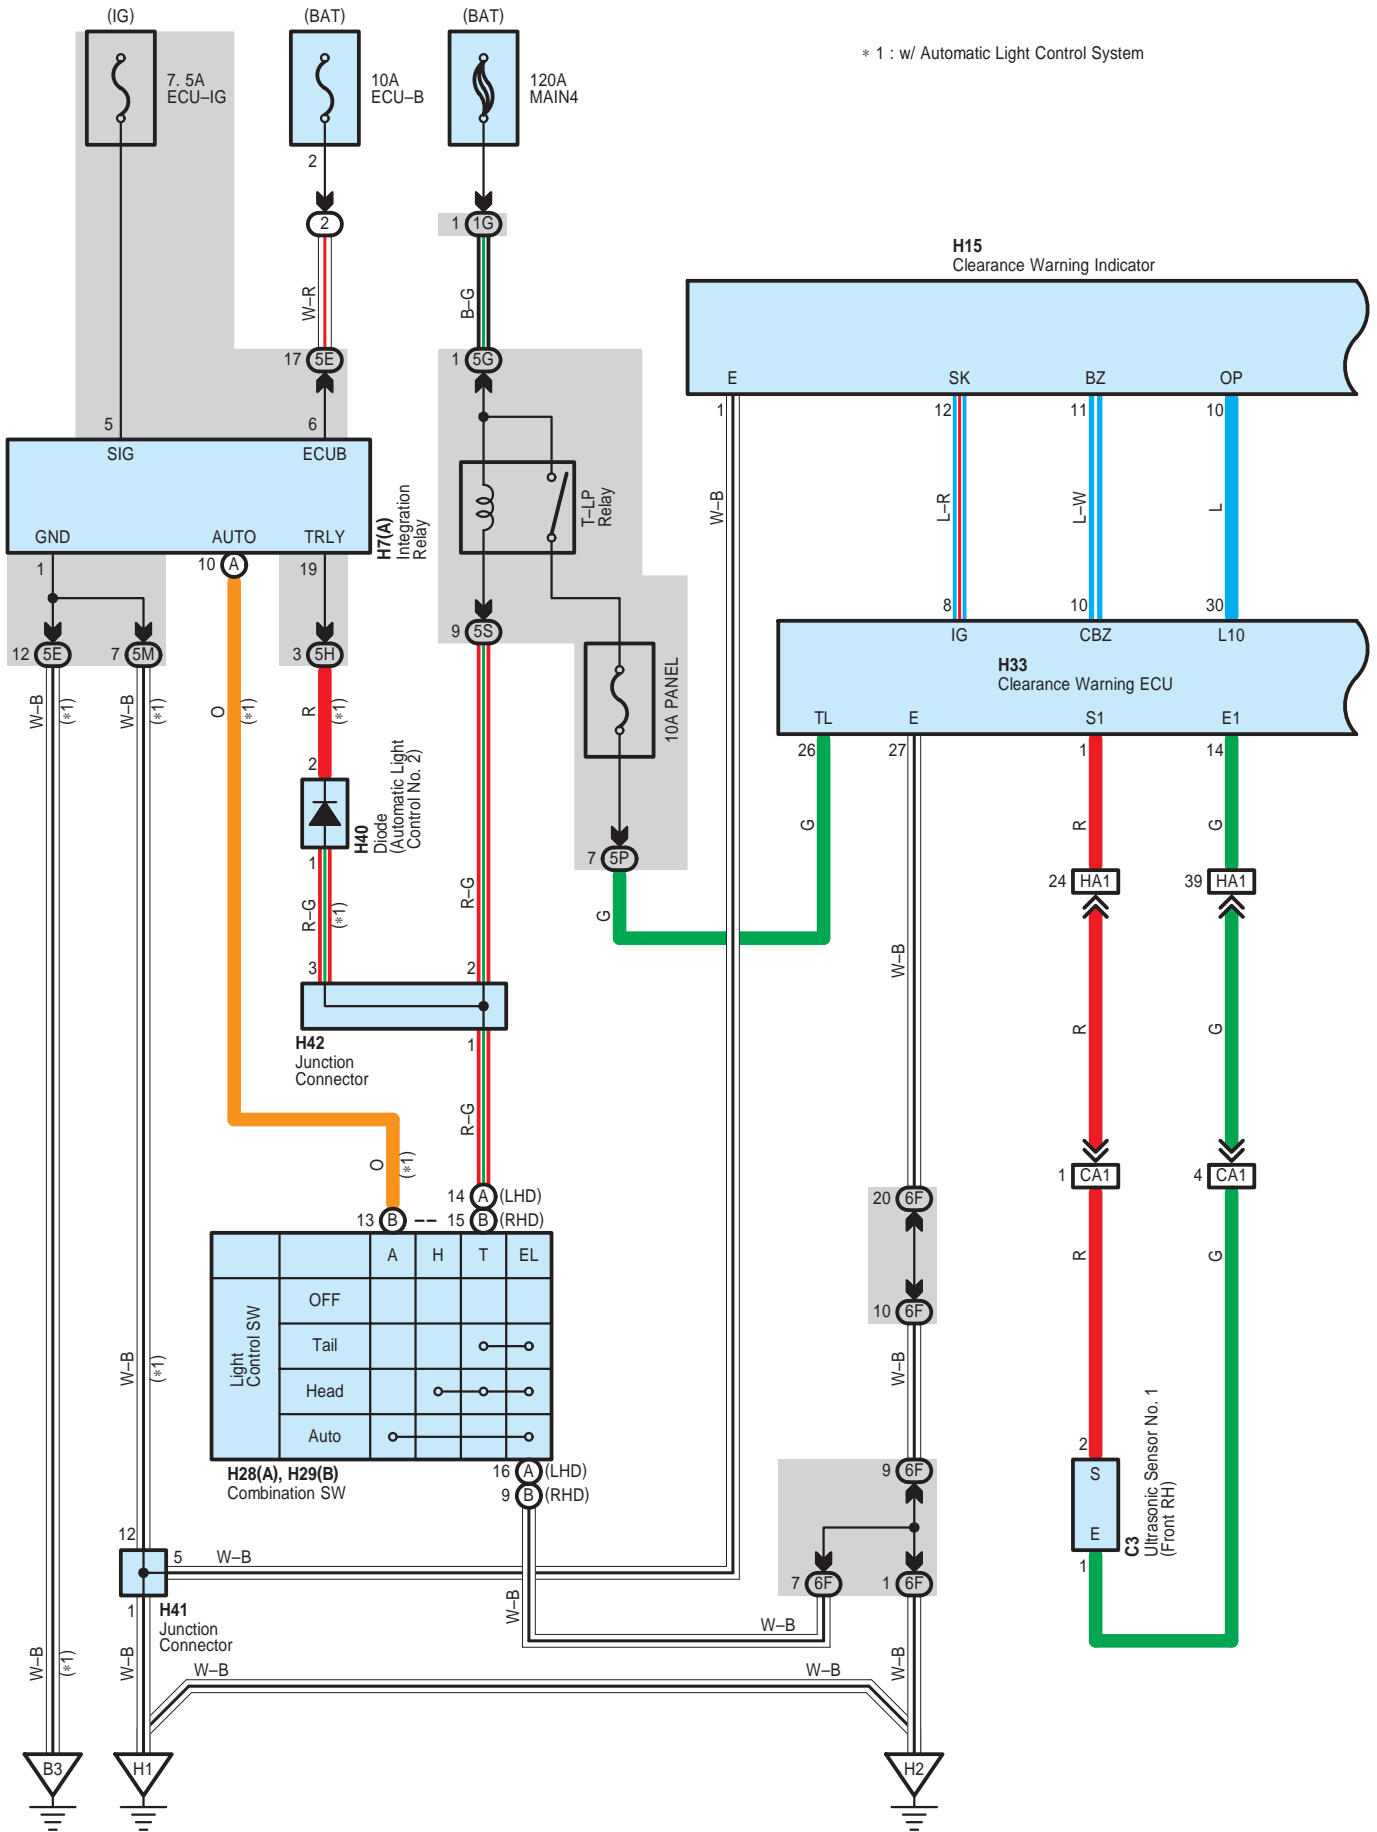 (IG)
(BAT)
(BAT)
∗ 1 : w/ Automatic Light Control System
7. 5A
ECU–IG
10A
ECU–B
120A
MAIN4
2
2
1
1G
W–R
B–G
H15
Clearance Warning Indicator
17
5E
1
5G
E
SK
BZ
OP
1
12
11
10
5
6
SIG
ECUB
GND
AUTO
TRLY
H7(A)
Integration
Relay
T–LP
Relay
W–B
L–R
L–W
L
1
10
A
19
8
10
30
IG
CBZ
L10
H33
Clearance Warning ECU
TL
E
S1
E1
9
5S
12
5E
7
5M
3
5H
10A PANEL
W–B
(∗1)
W–B
(∗1)
O
(∗1)
R
(∗1)
26
27
1
14
2
H40
Diode
(Automatic Light
Control No. 2)
1
7
5P
G
R
G
24
HA1
39
HA1
R–G
(∗1)
R–G
G
W–B
3
2
H42
Junction
Connector
1
R
G
R–G
O
(∗1)
1
CA1
4
CA1
14
A
(LHD)
13
B
15
B
(RHD)
20
6F
A
H
T
EL
Light
Control SW
OFF
Tail
Head
Auto
R
G
10
6F
W–B
(∗1)
W–B
H28(A), H29(B)
Combination SW
16
A
(LHD)
9
B
(RHD)
9
6F
2
S
E
1
C3
Ultrasonic Sensor No. 1
(Front RH)
12
5
W–B
1
H41
Junction
Connector
7
6F
1
6F
W–B
W–B
W–B
(∗1)
W–B
W–B
W–B
W–B
B3
H1
H2